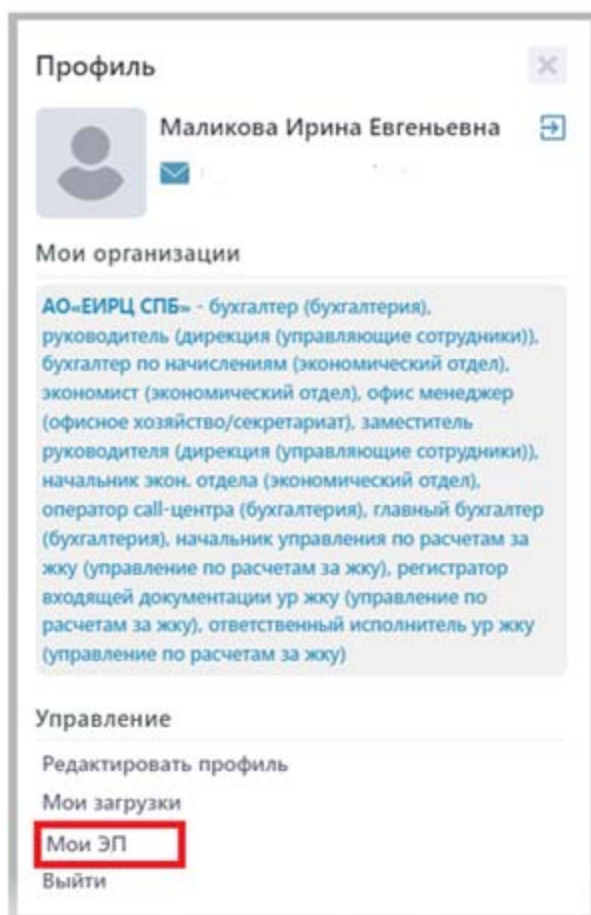 Профиль
Маликова Ирина Евгеньевна
Мои организации
АО«ЕИРЦ СПБ» - бухгалтер (бухгалтерия),
руководитель (дирекция (управляющие сотрудники)),
бухгалтер по начислениям (экономический отдел),
экономист (экономический отдел), офис менеджер
(офисное хозяйство/секретариат), заместитель
руководителя (дирекция (управляющие сотрудники)),
начальник экон. отдела (экономический отдел),
оператор call-центра (бухгалтерия), главный бухгалтер
(бухгалтерия), начальник управления по расчетам за
жку (управление по расчетам за жку), регистратор
входящей документации ур жку (управление по
расчетам за жку), ответственный исполнитель ур жку
(управление по расчетам за жку)
Управление
Редактировать профиль
Мои загрузки
Мои ЭП
Выйти